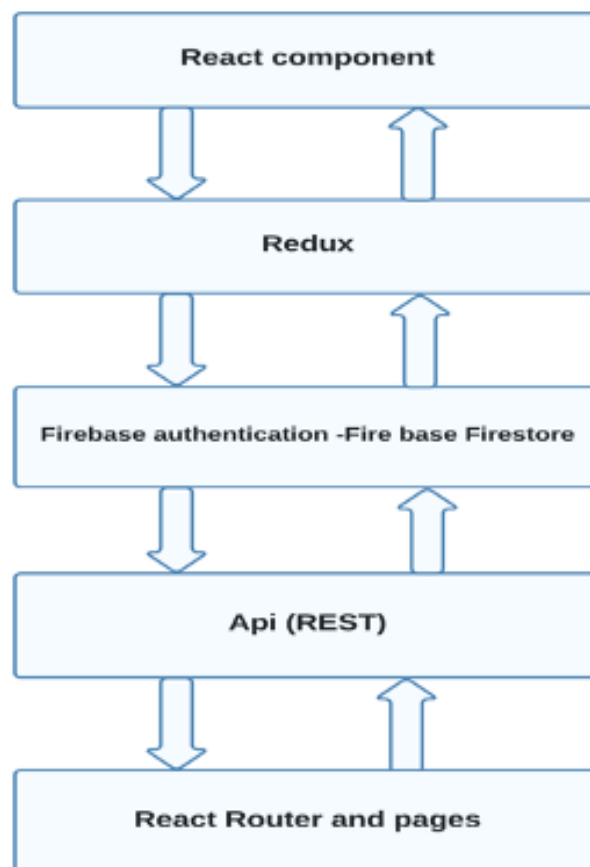 React component
Redux
Firebase authentication -Fire base Firestore
Api (REST)
React Router and pages